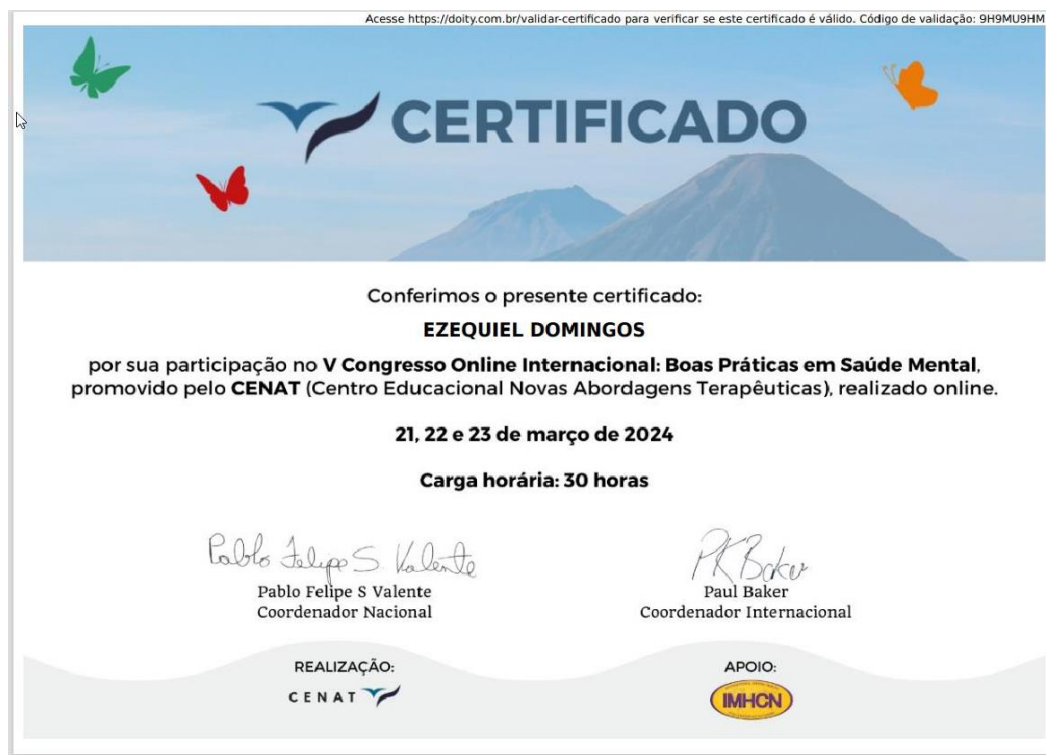 Acesse https://doity.com.br/validar-certificado para verificar se este certificado é válido. Código de validação: 9H9MU9HM
CERTIFICADO
Conferimos o presente certificado:
EZEQUIEL DOMINGOS
por sua participação no V Congresso Online Internacional: Boas Práticas em Saúde Mental,
promovido pelo CENAT (Centro Educacional Novas Abordagens Terapêuticas), realizado online.
21, 22 e 23 de março de 2024
Carga horária: 30 horas
Pablo Felipe S Valente
PK Baker
Pablo Felipe S Valente
Paul Baker
Coordenador Nacional
Coordenador Internacional
REALIZAÇÃO:
APOIO:
CENAT
IMHCN